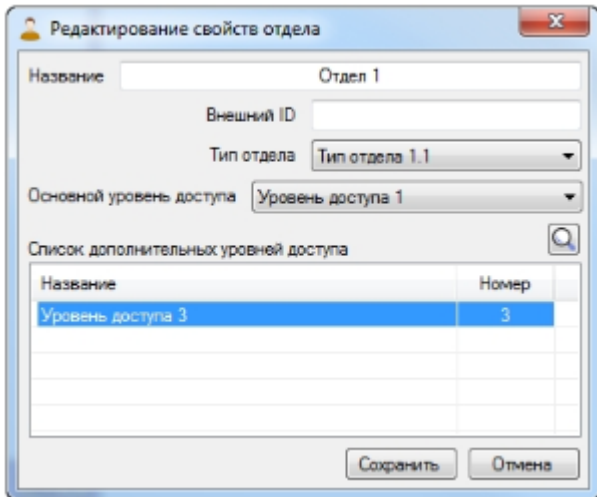 Редактирование свойств отдела
Название Отдел 1
Внешний ID
Тип отдела Тип отдела 1.1
Основной уровень доступа Уровень доступа 1
Список дополнительных уровней доступа
Название Номер
Уровень доступа 3 3
Сохранить Отмена